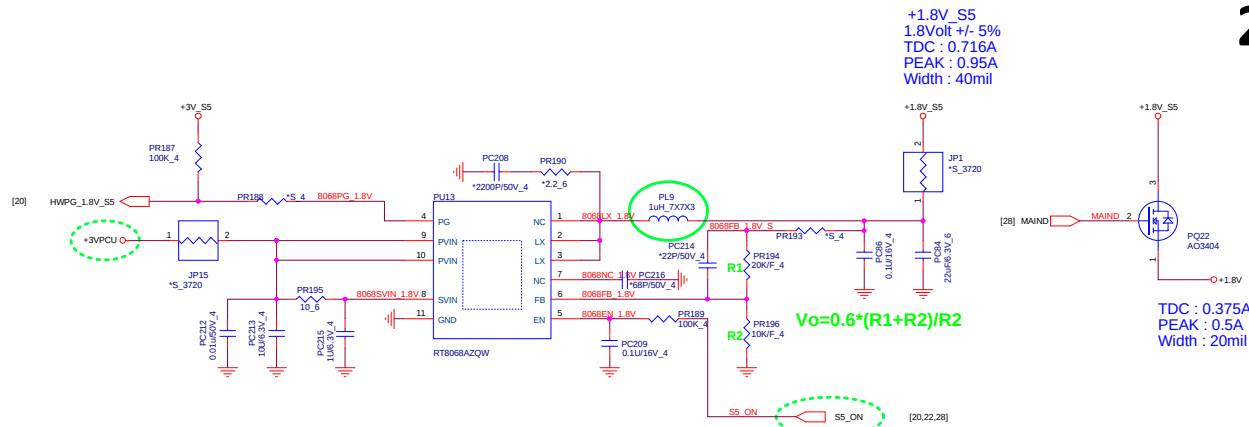 +1.8V_S5
1.8Volt +/- 5%
TDC : 0.716A
PEAK : 0.95A
Width : 40mil
2
+3V_S5
PR187
100K_4
[20]
HWPG_1.8V_S5
PR188
*S_4
8068PG_1.8V
+3VPCU
1
2
JP15
*S_3720
PR195
10_6
8068SVIN_1.8V
PC212
0.01u/50V_4
PC213
10U/6.3V_4
PC215
1U/6.3V_4
PU13
4
PG
9
PVIN
10
PVIN
8
SVIN
11
GND
NC
1
LX
2
LX
3
NC
7
FB
6
EN
5
RT8068AZQW
PC208
*2200P/50V_4
PR190
*2.2_6
8068LX_1.8V
PL9
1uH_7X7X3
8068FB_1.8V_S
PR193
*S_4
PC214
*22P/50V_4
R1
PR194
20K/F_4
8068NC_1.8V
PC216
*68P/50V_4
8068FB_1.8V
8068EN_1.8V
PR189
100K_4
PC209
0.1U/16V_4
R2
PR196
10K/F_4
Vo=0.6*(R1+R2)/R2
PC86
0.1U/16V_4
PC84
22uF/6.3V_6
+1.8V_S5
2
JP1
*S_3720
1
S5_ON
S5_ON
[20,22,28]
+1.8V_S5
3
[28]
MAIND
MAIND
2
PQ22
AO3404
1
+1.8V
TDC : 0.375A
PEAK : 0.5A
Width : 20mil